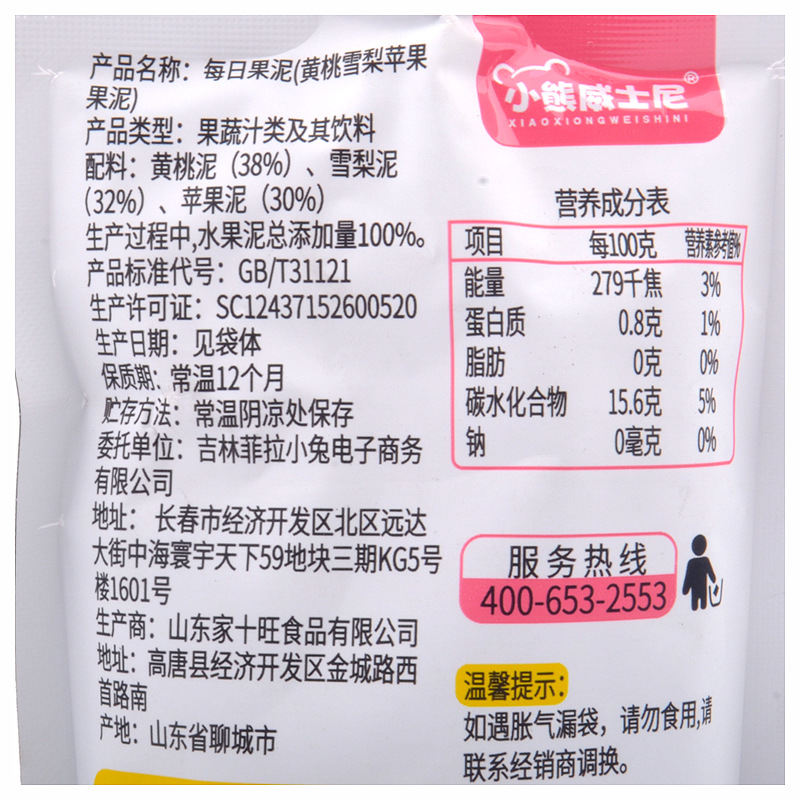 产品名称：每日果泥(黄桃雪梨苹果
果泥)
产品类型：果蔬汁类及其饮料
配料：黄桃泥（38%）、雪梨泥
(32%）、苹果泥（30%）
生产过程中,水果泥总添加量100%。
产品标准代号：GB/T31121
生产许可证：SC12437152600520
生产日期：见袋体
保质期：常温12个月
贮存方法：常温阴凉处保存
委托单位：吉林菲拉小兔电子商务
有限公司
地址： 长春市经济开发区北区远达
大街中海寰宇天下59地块三期KG5号
楼1601号
生产商：山东家十旺食品有限公司
地址：高唐县经济开发区金城路西
首路南
产地：山东省聊城市
小熊威士尼®
XIAOXIONGWEISHINI
营养成分表
项目 每100克 营养素参考值%
能量 279千焦 3%
蛋白质 0.8克 1%
脂肪 0克 0%
碳水化合物 15.6克 5%
钠 0毫克 0%
服务热线
400-653-2553
温馨提示：
如遇胀气漏袋，请勿食用,请
联系经销商调换。